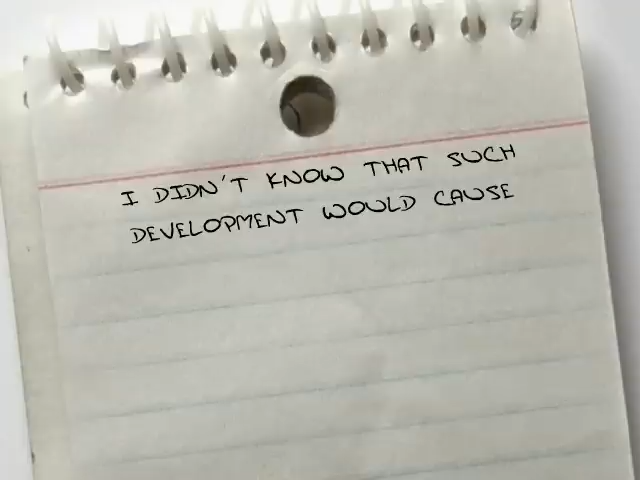 I DIDN'T KNOW THAT SUCH
DEVELOPMENT WOULD CAUSE